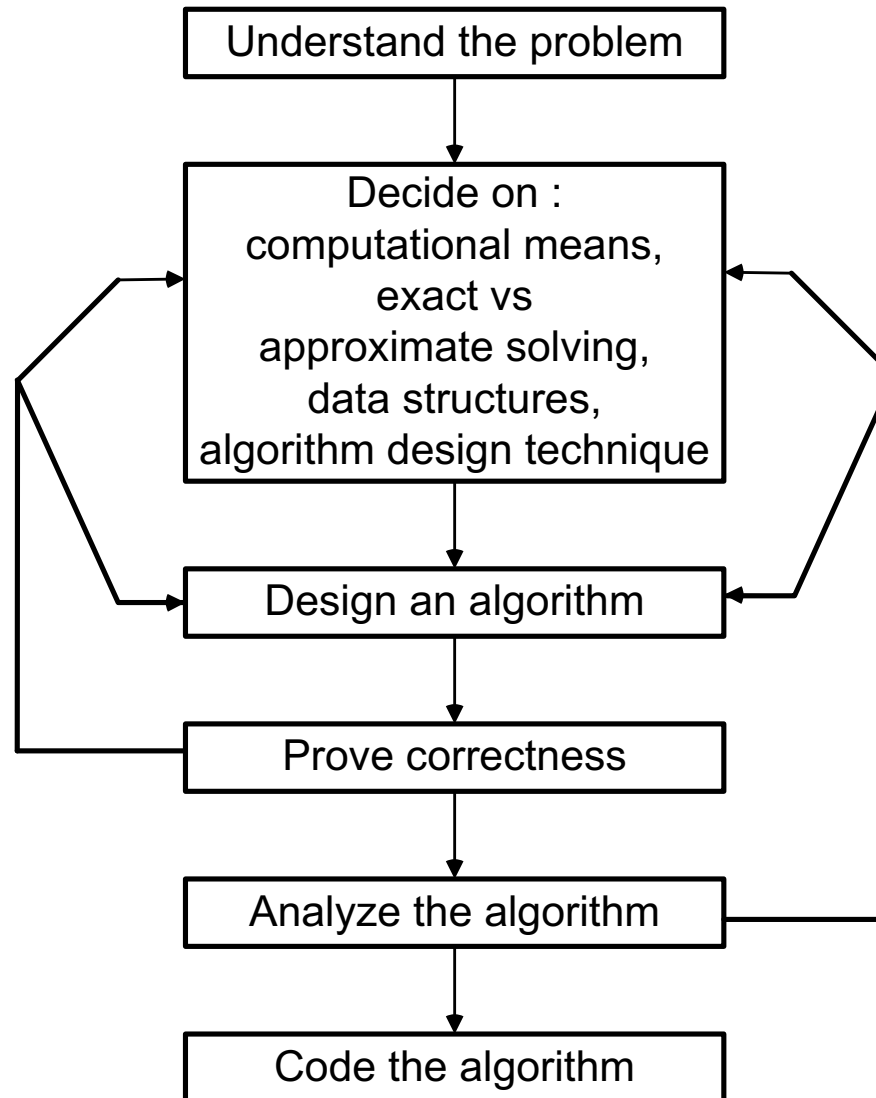 Understand the problem
Decide on :
computational means,
exact vs
approximate solving,
data structures,
algorithm design technique
Design an algorithm
Prove correctness
Analyze the algorithm
Code the algorithm